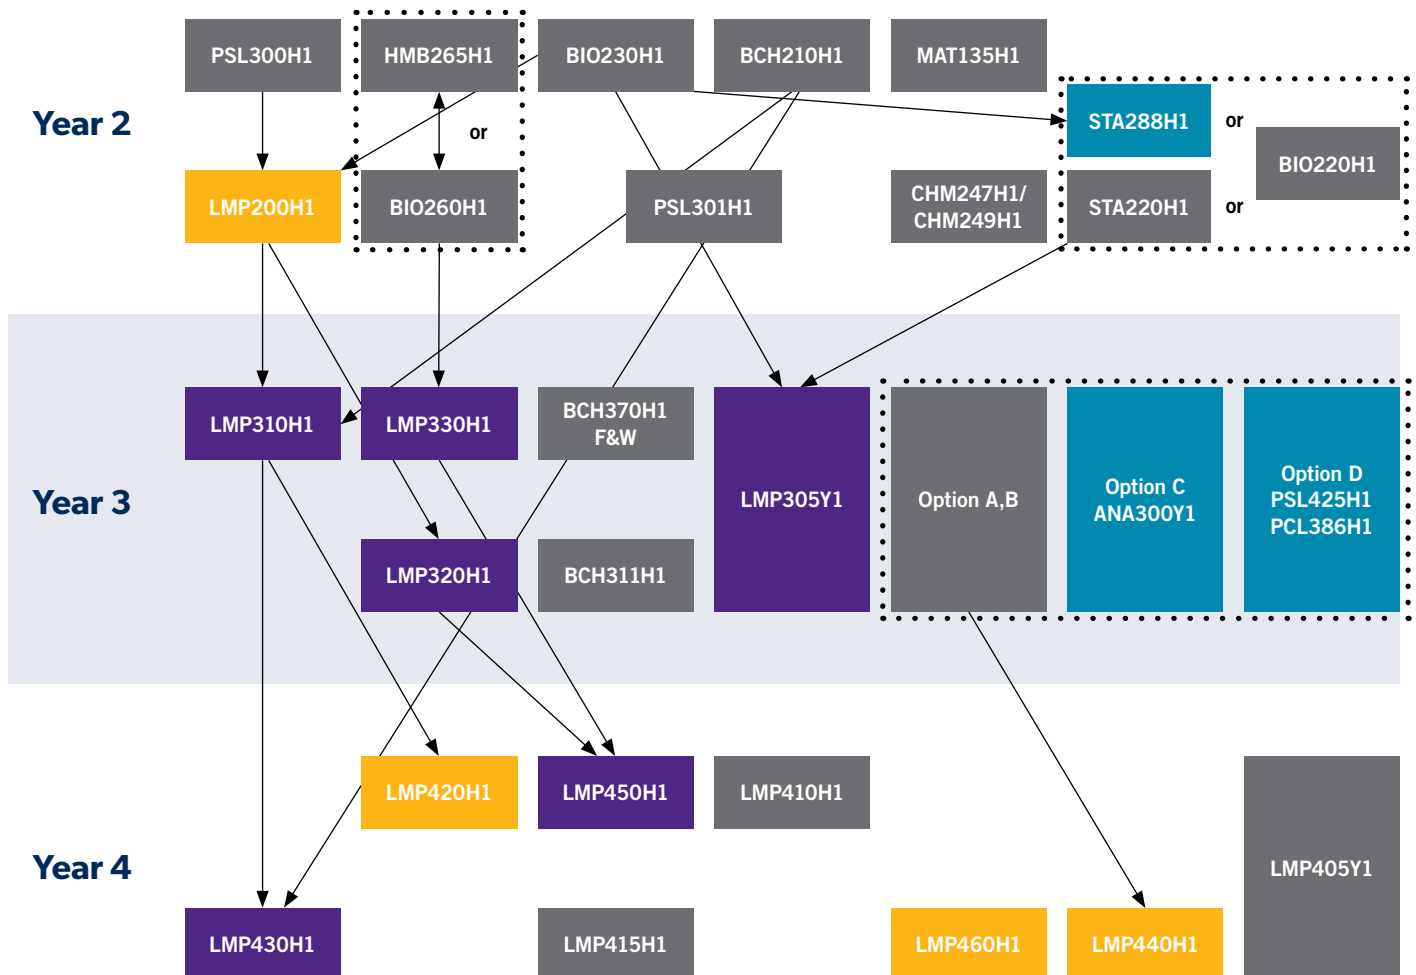 Year 2
PSL300H1
HMB265H1
BIO230H1
BCH210H1
MAT135H1
or
STA288H1
or
BIO220H1
LMP200H1
BIO260H1
PSL301H1
CHM247H1/
CHM249H1
STA220H1
or
Year 3
LMP310H1
LMP330H1
BCH370H1
F&W
LMP305Y1
Option A,B
Option C
ANA300Y1
Option D
PSL425H1
PCL386H1
LMP320H1
BCH311H1
Year 4
LMP420H1
LMP450H1
LMP410H1
LMP405Y1
LMP430H1
LMP415H1
LMP460H1
LMP440H1